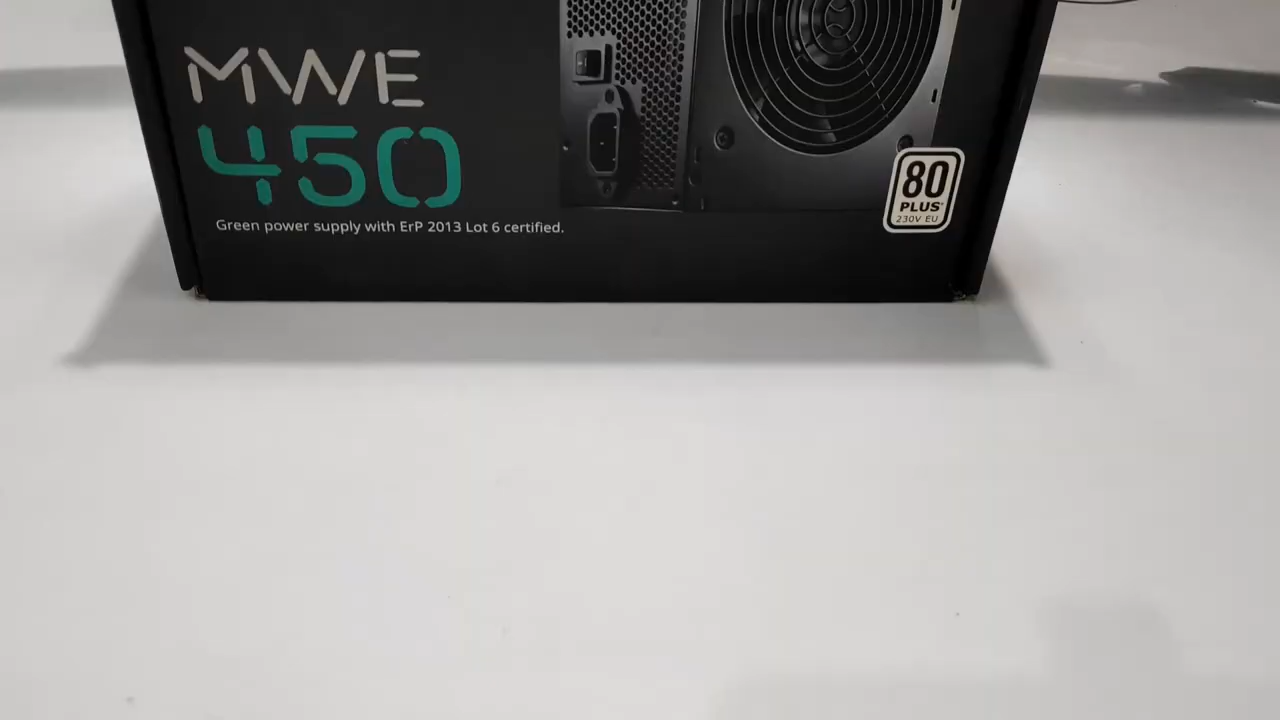 MWE
450
Green power supply with ErP 2013 Lot 6 certified.
80
PLUS
230V EU